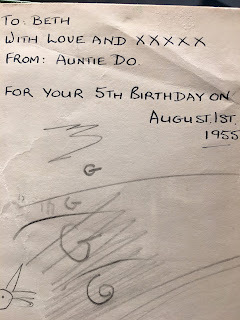 To: BETH
WITH LOVE AND XXXXX
FROM: AUNTIE DO.
FOR YOUR 5TH BIRTHDAY ON
AUGUST.1ST.
1955
G
G
G
G